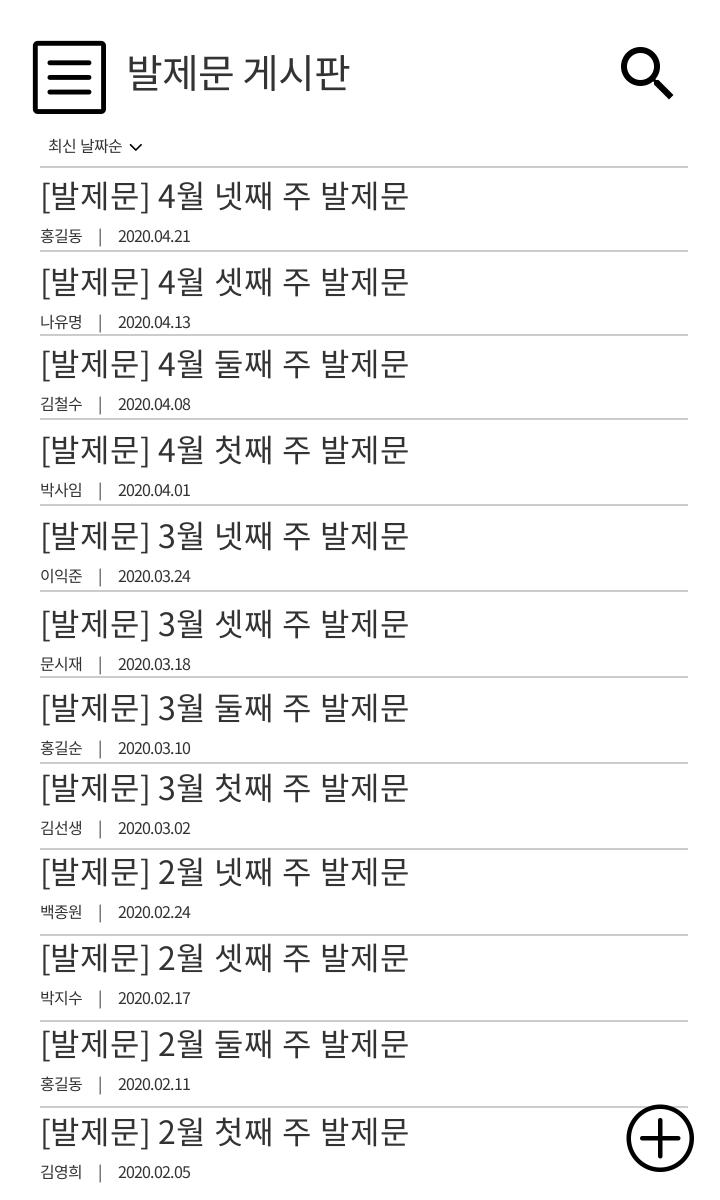 발제문 게시판
최신 날짜순
[발제문] 4월 넷째 주 발제문
홍길동 | 2020.04.21
[발제문] 4월 셋째 주 발제문
나유명 | 2020.04.13
[발제문] 4월 둘째 주 발제문
김철수 | 2020.04.08
[발제문] 4월 첫째 주 발제문
박사임 | 2020.04.01
[발제문] 3월 넷째 주 발제문
이익준 | 2020.03.24
[발제문] 3월 셋째 주 발제문
문시재 | 2020.03.18
[발제문] 3월 둘째 주 발제문
홍길순 | 2020.03.10
[발제문] 3월 첫째 주 발제문
김선생 | 2020.03.02
[발제문] 2월 넷째 주 발제문
백종원 | 2020.02.24
[발제문] 2월 셋째 주 발제문
박지수 | 2020.02.17
[발제문] 2월 둘째 주 발제문
홍길동 | 2020.02.11
[발제문] 2월 첫째 주 발제문
김영희 | 2020.02.05